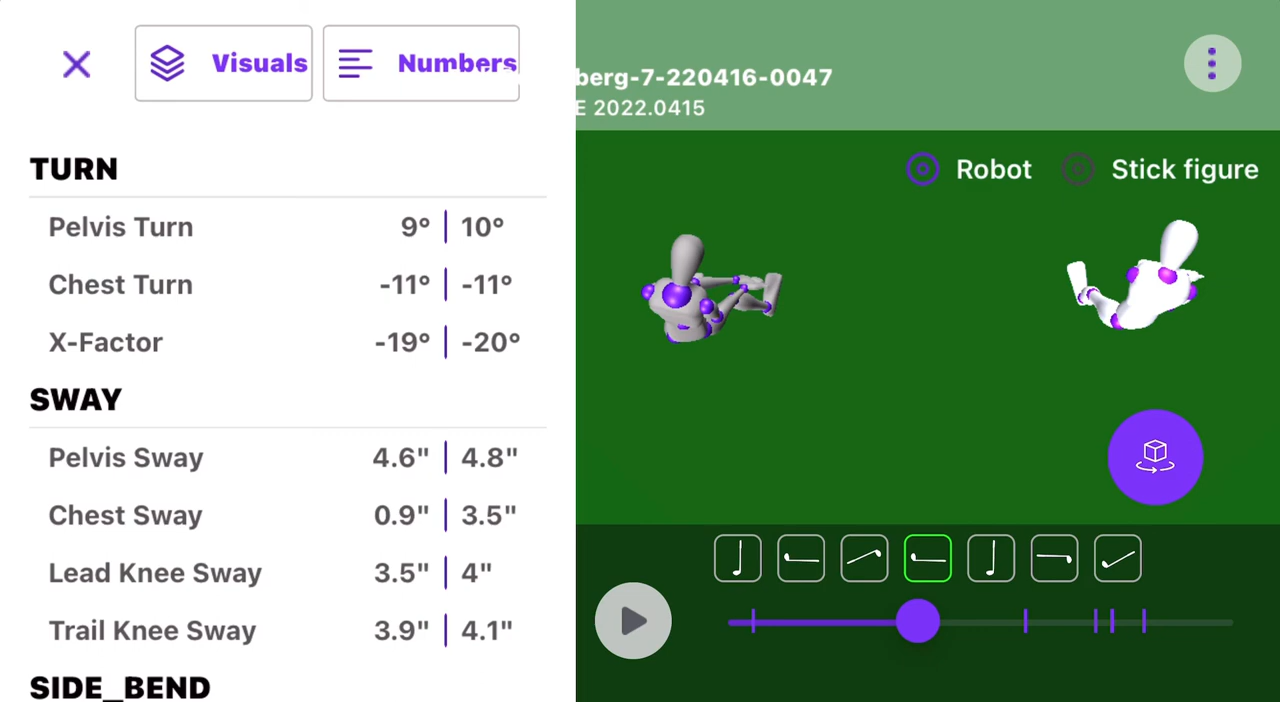 Visuals
Numbers
TURN
Pelvis Turn 9° 10°
Chest Turn -11° -11°
X-Factor -19° -20°
SWAY
Pelvis Sway 4.6" 4.8"
Chest Sway 0.9" 3.5"
Lead Knee Sway 3.5" 4"
Trail Knee Sway 3.9" 4.1"
SIDE_BEND
berg-7-220416-0047
E 2022.0415
Robot
Stick figure